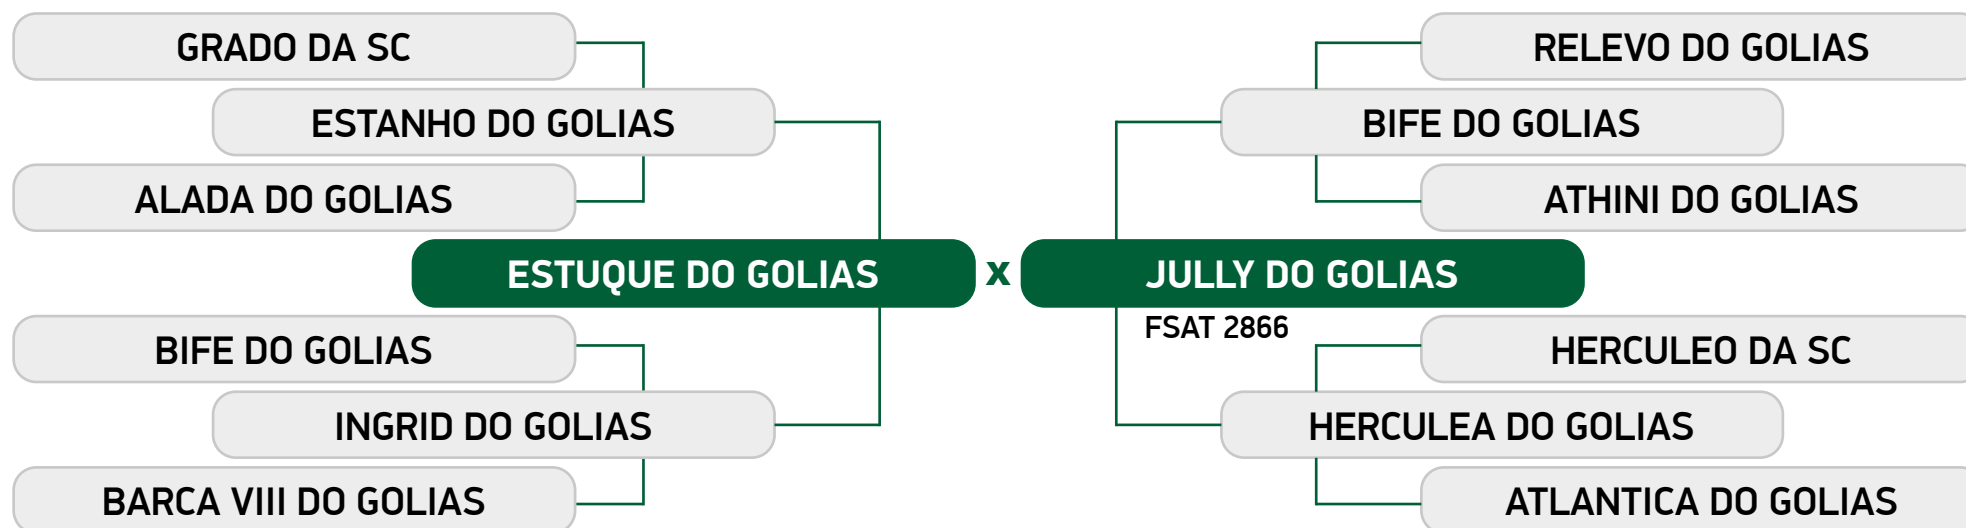 GRADO DA SC
RELEVO DO GOLIAS
ESTANHO DO GOLIAS
BIFE DO GOLIAS
ALADA DO GOLIAS
ATHINI DO GOLIAS
ESTUQUE DO GOLIAS x JULLY DO GOLIAS
FSAT 2866
BIFE DO GOLIAS
HERCULEO DA SC
INGRID DO GOLIAS
HERCULEA DO GOLIAS
BARCA VIII DO GOLIAS
ATLANTICA DO GOLIAS